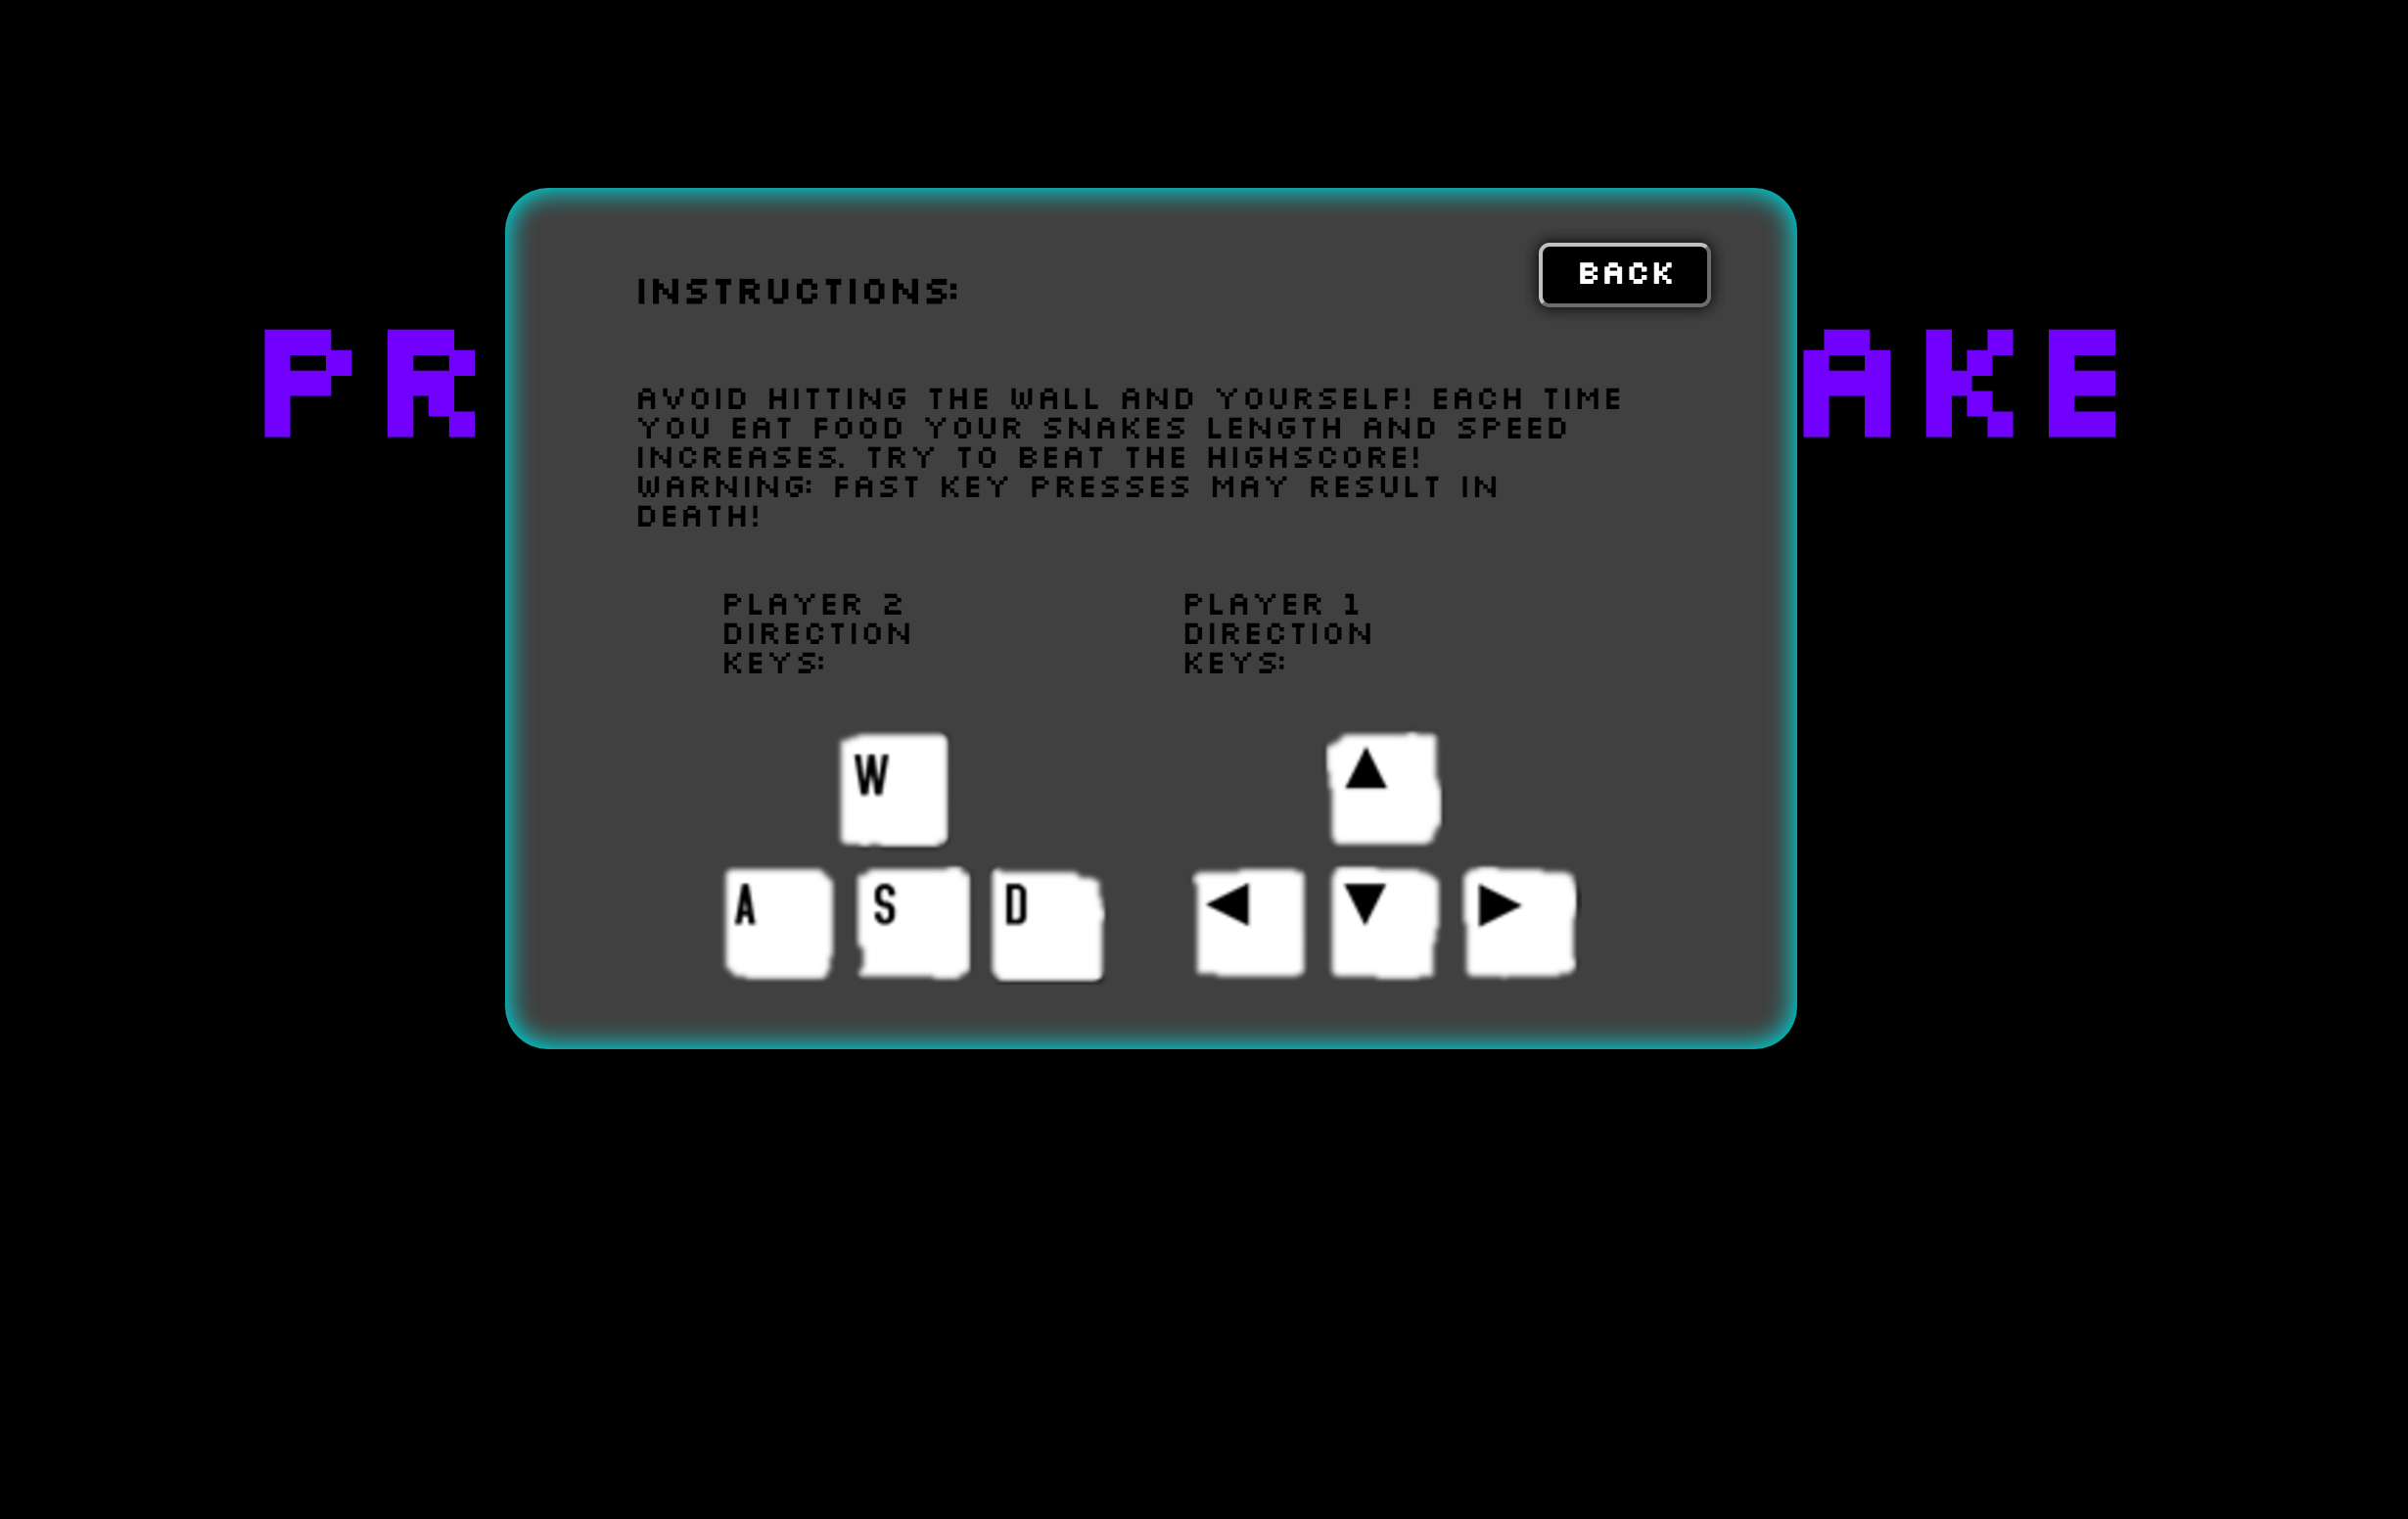 INSTRUCTIONS:
BACK
PR
AKE
AVOID HITTING THE WALL AND YOURSELF! EACH TIME
YOU EAT FOOD YOUR SNAKES LENGTH AND SPEED
INCREASES. TRY TO BEAT THE HIGHSCORE!
WARNING: FAST KEY PRESSES MAY RESULT IN
DEATH!
PLAYER 2
DIRECTION
KEYS:
PLAYER 1
DIRECTION
KEYS:
W
A S D